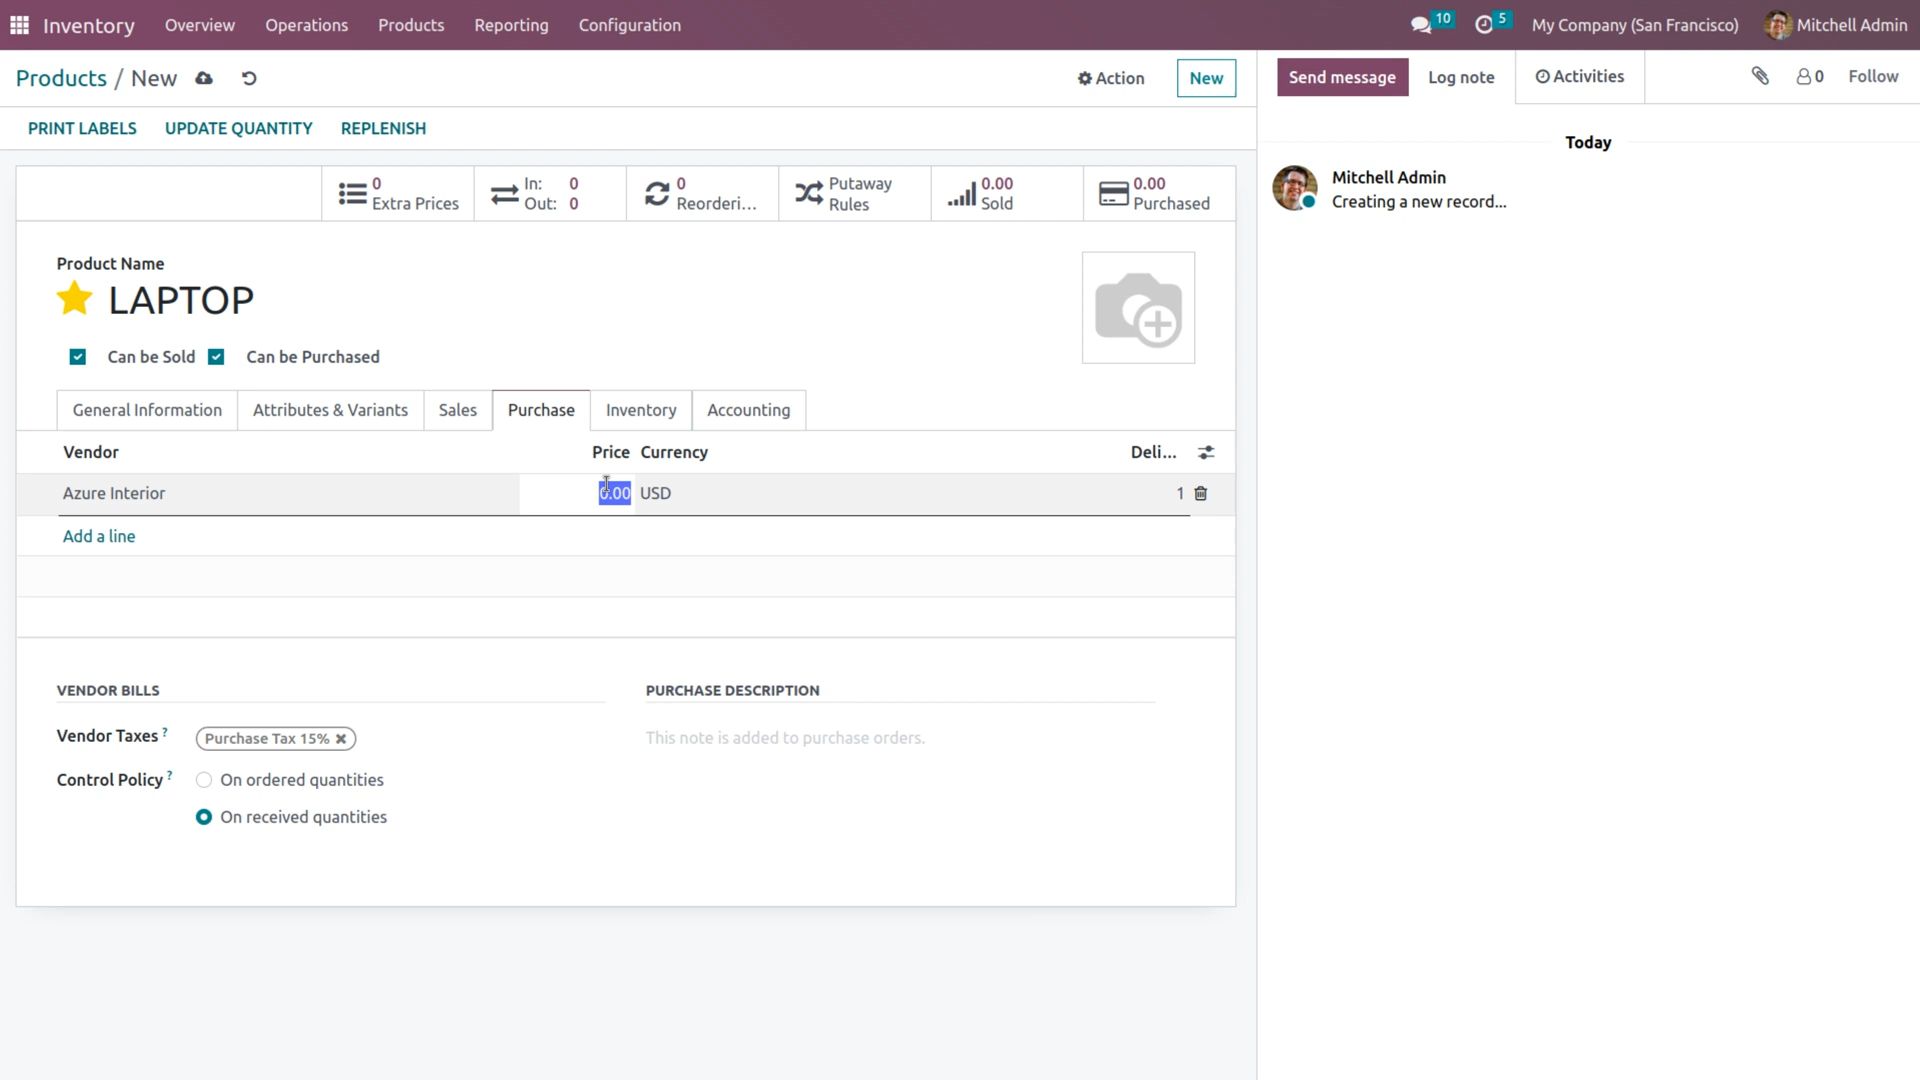 Inventory Overview Operations Products Reporting Configuration 10 5 My Company (San Francisco) Mitchell Admin
Products / New Action New
Send message Log note Activities 0 Follow
PRINT LABELS UPDATE QUANTITY REPLENISH
Today
0 Extra Prices
In: 0
Out: 0
0 Reorderi...
Putaway Rules
0.00 Sold
0.00 Purchased
Mitchell Admin
Creating a new record...
Product Name
LAPTOP
Can be Sold Can be Purchased
General Information Attributes & Variants Sales Purchase Inventory Accounting
Vendor Price Currency Deli...
Azure Interior 0.00 USD 1
Add a line
VENDOR BILLS PURCHASE DESCRIPTION
Vendor Taxes ? Purchase Tax 15% This note is added to purchase orders.
Control Policy ? On ordered quantities
On received quantities